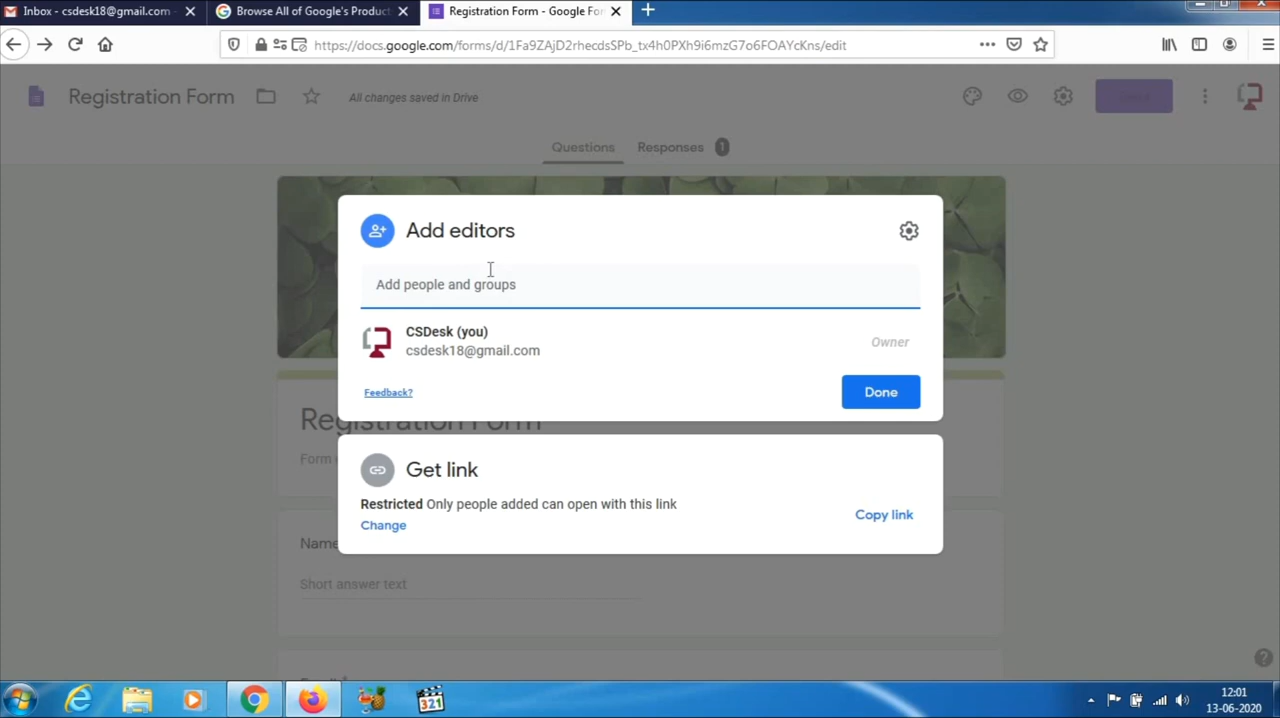 Inbox - csdesk18@gmail.com
Browse All of Google's Product
Registration Form - Google For
https://docs.google.com/forms/d/1Fa9ZAjD2rhecdsSPb_tx4h0PXh9i6mzG7o6FOAYcKns/edit
Registration Form
All changes saved in Drive
Questions
Responses 1
Add editors
Add people and groups
CSDesk (you)
csdesk18@gmail.com
Owner
Feedback?
Done
Registration Form
Form
Get link
Restricted Only people added can open with this link
Change
Copy link
Name
Short answer text
321
12:01
13-06-2020